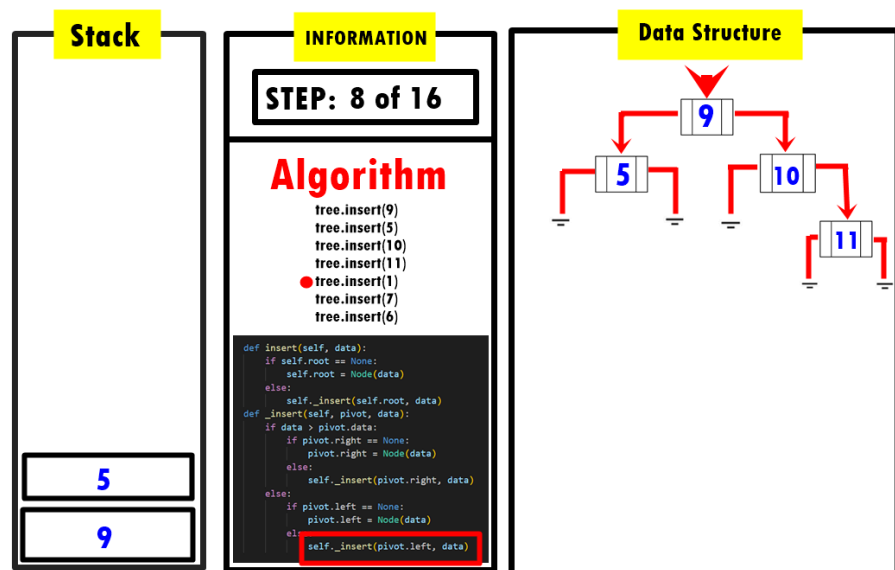 Stack
5
9
INFORMATION
STEP: 8 of 16
Algorithm
tree.insert(9)
tree.insert(5)
tree.insert(10)
tree.insert(11)
tree.insert(1)
tree.insert(7)
tree.insert(6)
def insert(self, data):
if self.root == None:
self.root = Node(data)
else:
self._insert(self.root, data)
def _insert(self, pivot, data):
if data > pivot.data:
if pivot.right == None:
pivot.right = Node(data)
else:
self._insert(pivot.right, data)
else:
if pivot.left == None:
pivot.left = Node(data)
els
self._insert(pivot.left, data)
Data Structure
9
5
10
11